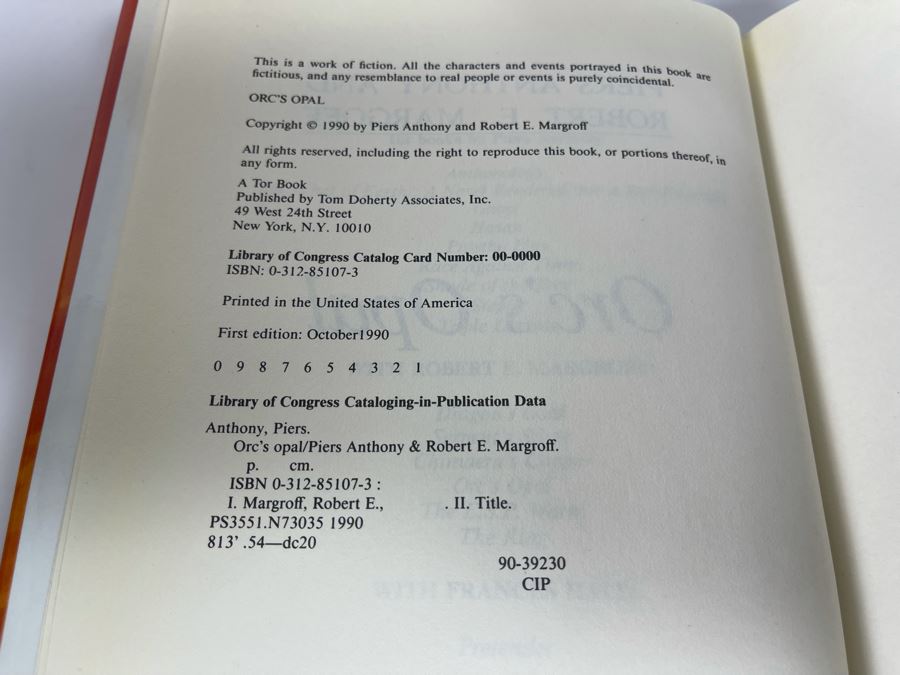 This is a work of fiction. All the characters and events portrayed in this book are
fictitious, and any resemblance to real people or events is purely coincidental.
ORC'S OPAL
Copyright © 1990 by Piers Anthony and Robert E. Margroff
All rights reserved, including the right to reproduce this book, or portions thereof, in
any form.
A Tor Book
Published by Tom Doherty Associates, Inc.
49 West 24th Street
New York, N.Y. 10010
Library of Congress Catalog Card Number: 00-0000
ISBN: 0-312-85107-3
Printed in the United States of America
First edition: October1990
0 9 8 7 6 5 4 3 2 1
Library of Congress Cataloging-in-Publication Data
Anthony, Piers.
Orc's opal/Piers Anthony & Robert E. Margroff.
p. cm.
ISBN 0-312-85107-3 :
I. Margroff, Robert E., . II. Title.
PS3551.N73035 1990
813' .54—dc20
90-39230
CIP